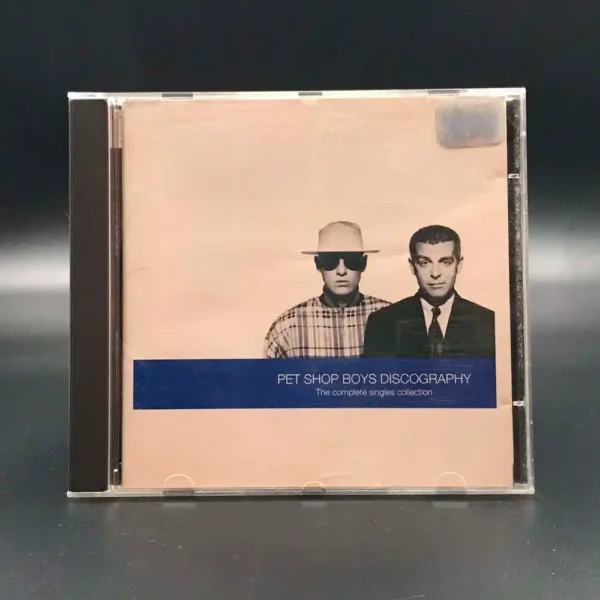 PET SHOP BOYS DISCOGRAPHY
The complete singles collection